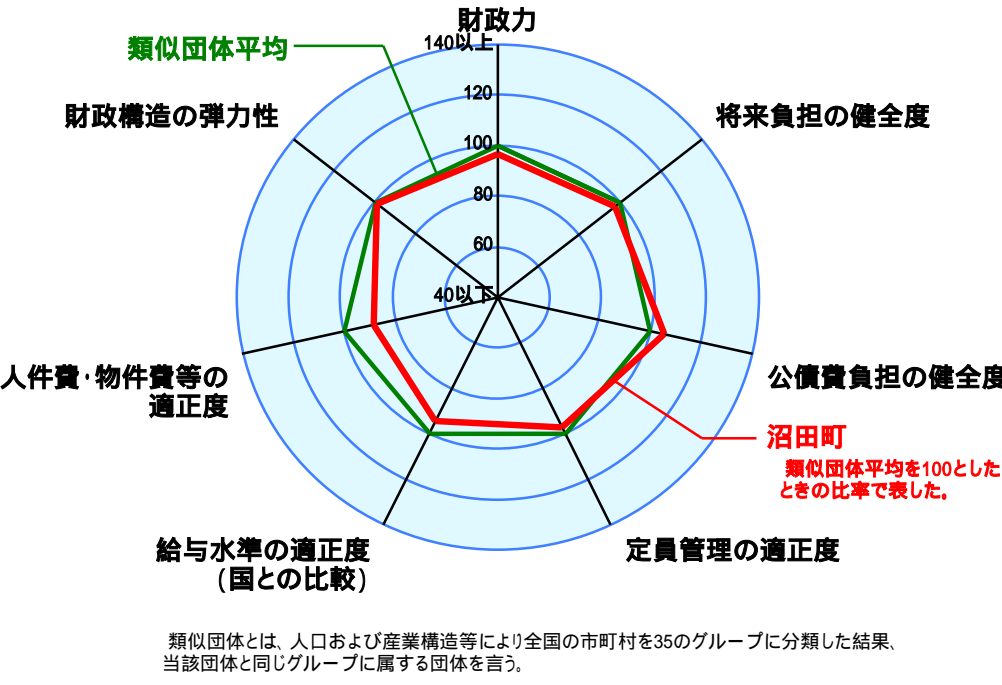 財政力
140以上
類似団体平均
120
財政構造の弾力性
将来負担の健全度
100
80
60
40以下
人件費・物件費等の
適正度
公債費負担の健全度
沼田町
類似団体平均を100とした
ときの比率で表した。
給与水準の適正度
(国との比較)
定員管理の適正度
類似団体とは、人口および産業構造等により全国の市町村を35のグループに分類した結果、
当該団体と同じグループに属する団体を言う。